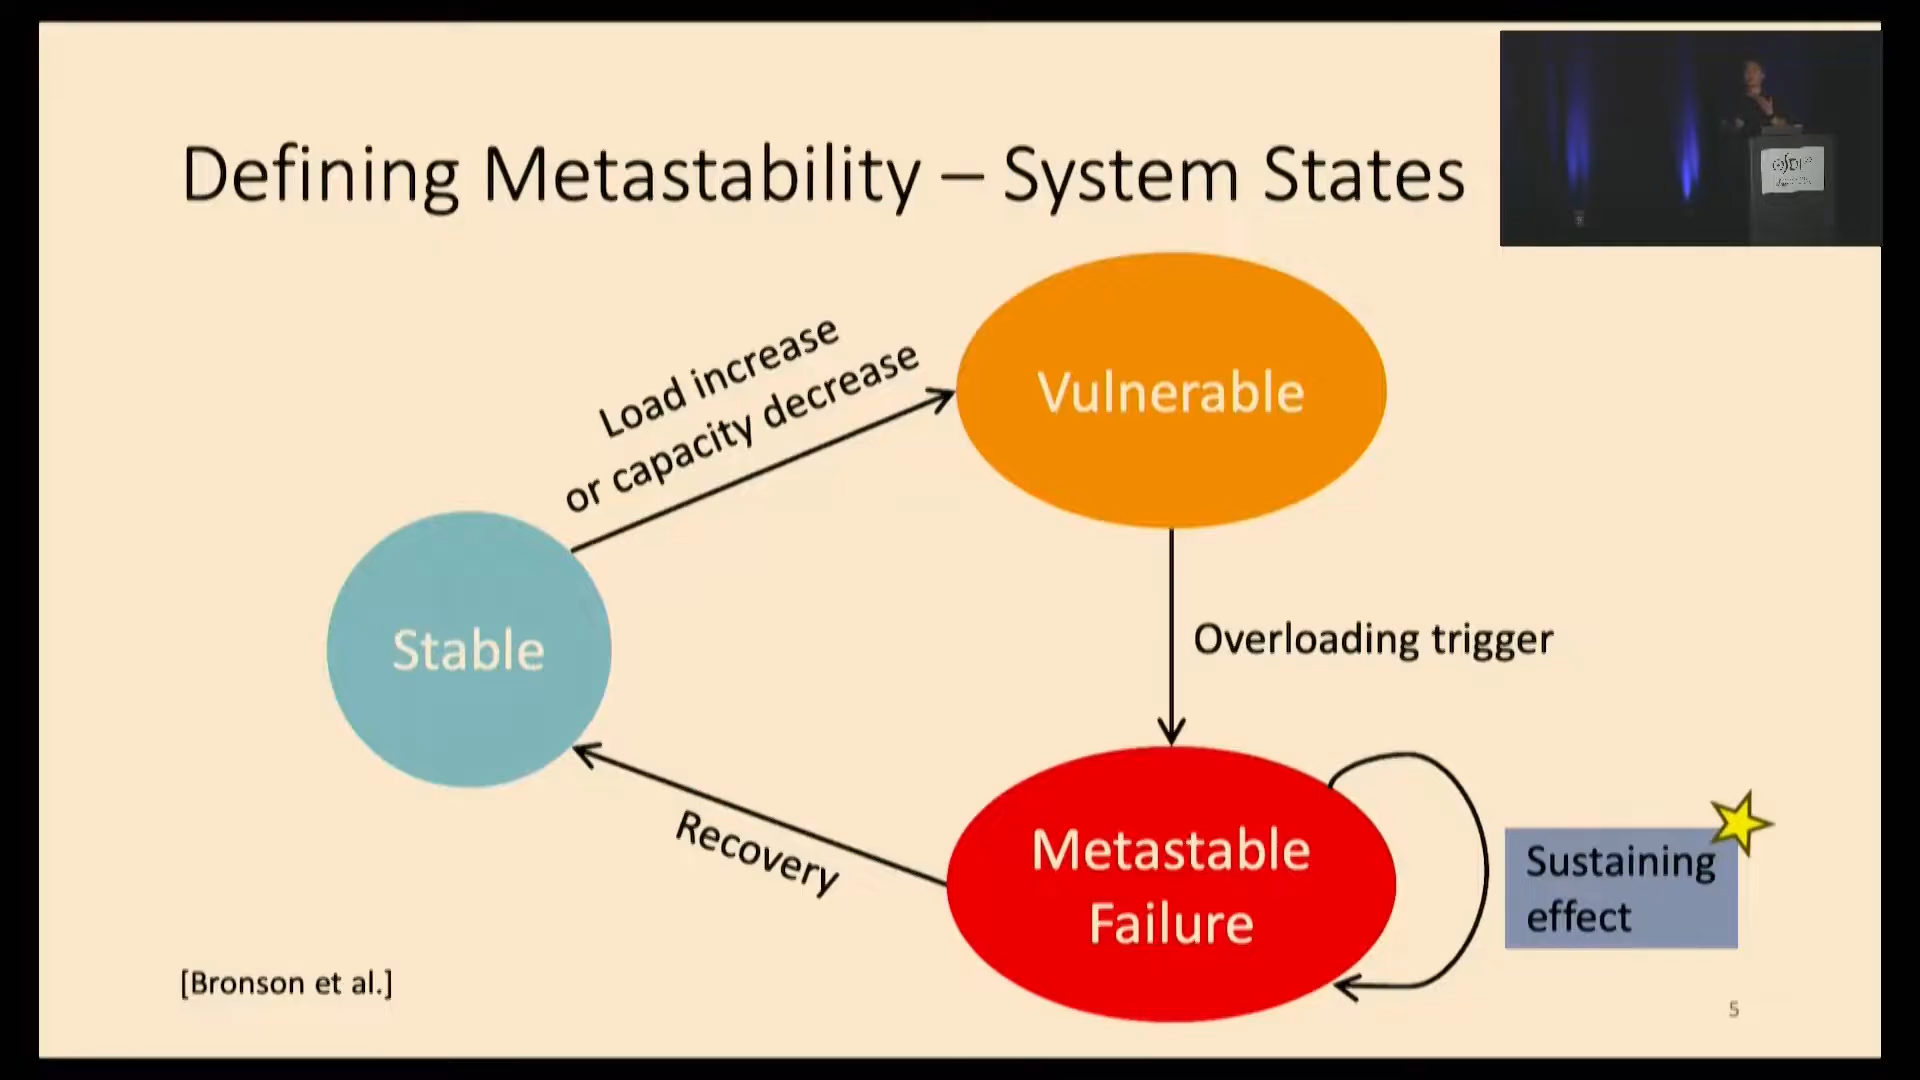 Defining Metastability – System States
Load increase
or capacity decrease
Vulnerable
Stable
Overloading trigger
Recovery
Metastable
Failure
Sustaining
effect
[Bronson et al.]
5